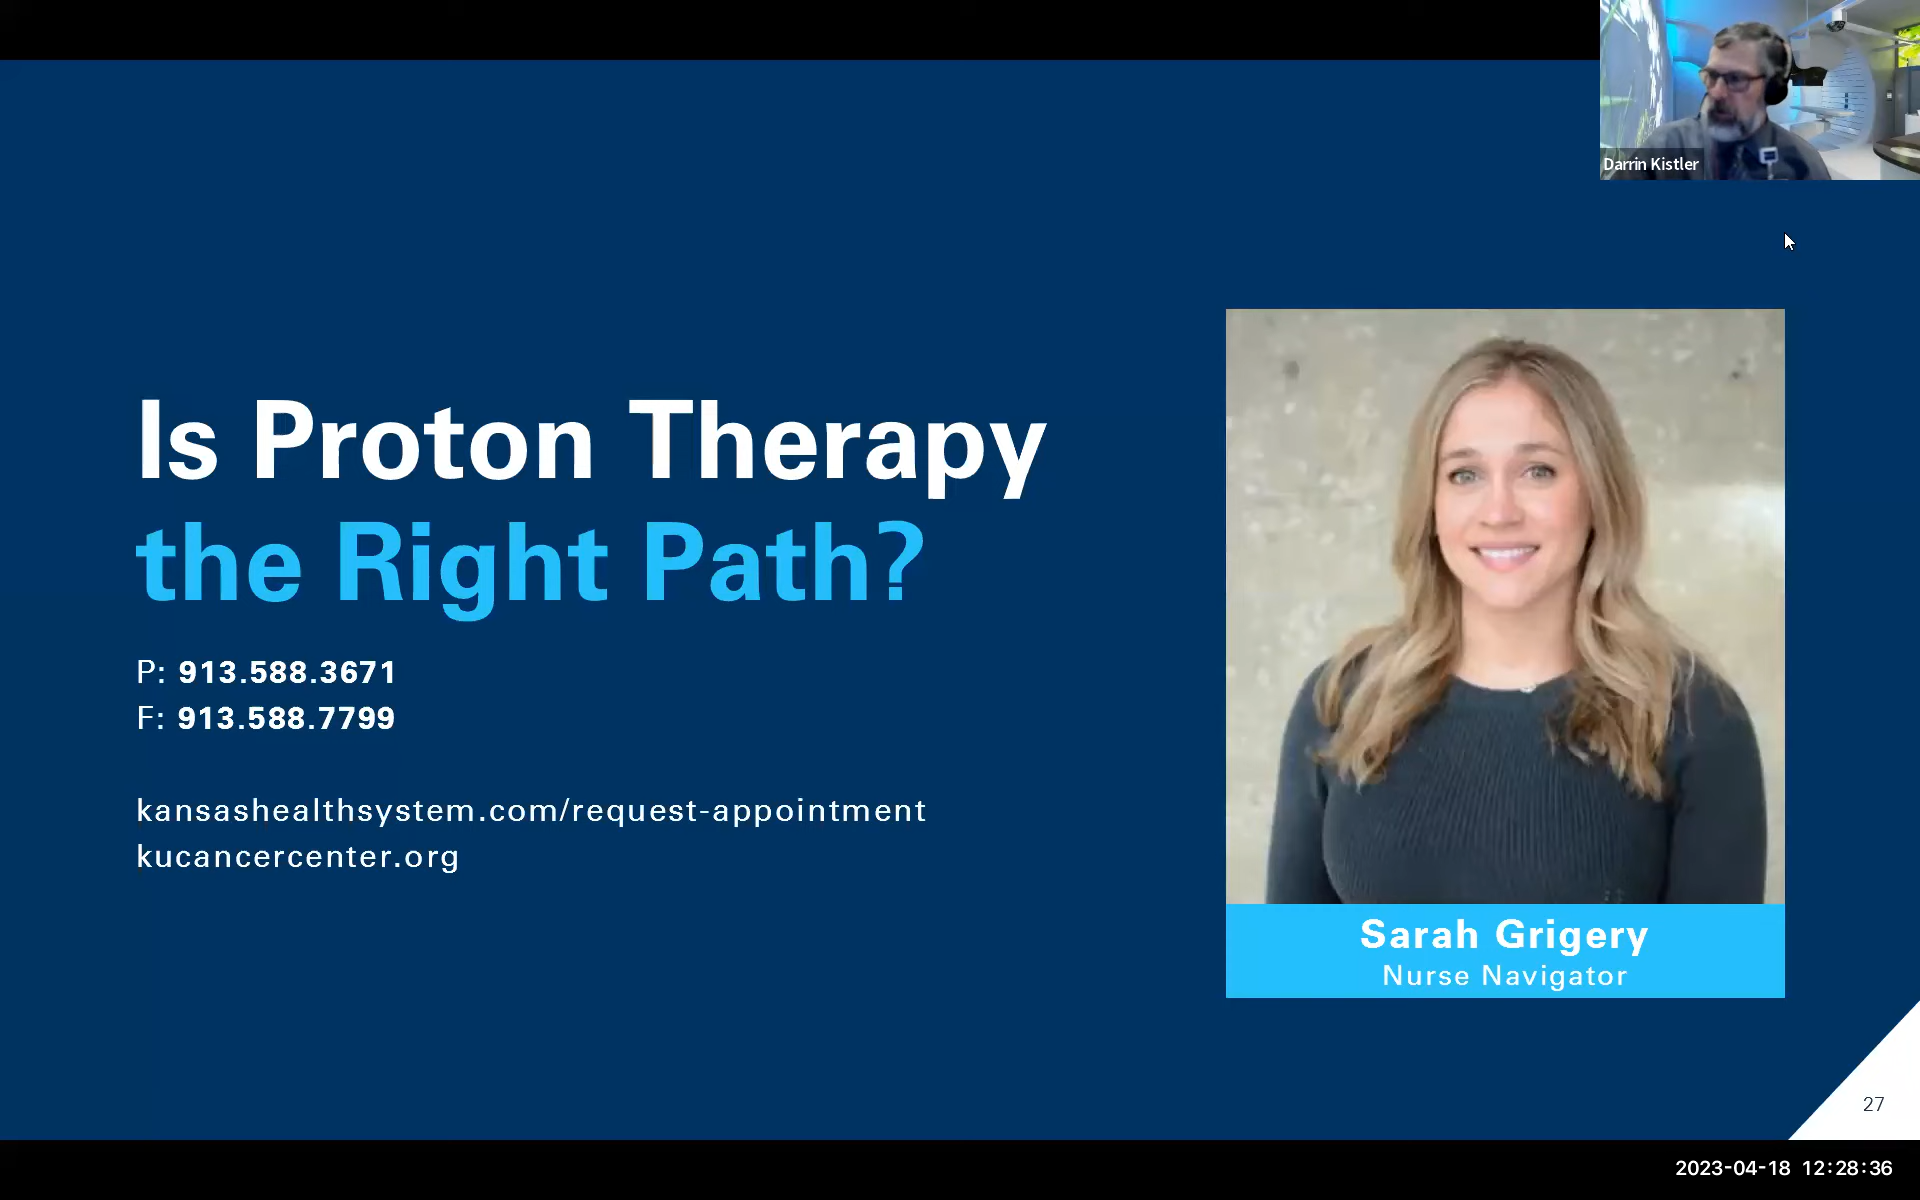 Darrin Kistler
Is Proton Therapy
the Right Path?
P: 913.588.3671
F: 913.588.7799
kansashealthsystem.com/request-appointment
kucancercenter.org
Sarah Grigery
Nurse Navigator
27
2023-04-18 12:28:36